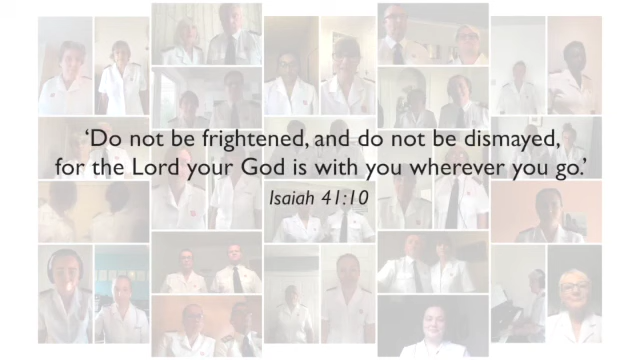 ‘Do not be frightened, and do not be dismayed,
for the Lord your God is with you wherever you go.’
Isaiah 41:10